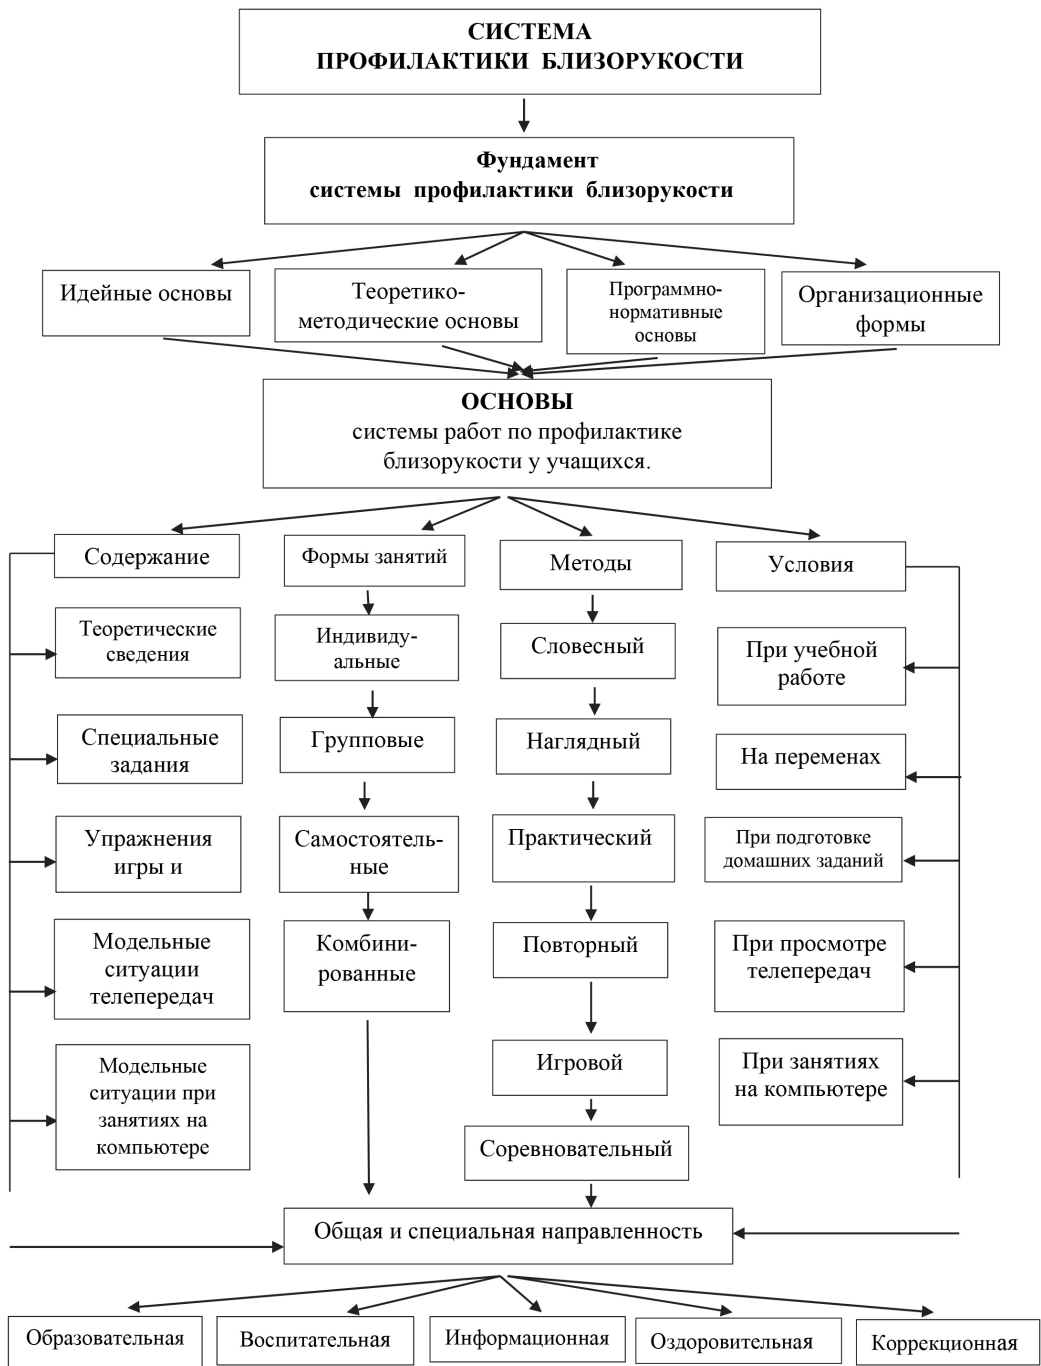 СИСТЕМА
ПРОФИЛАКТИКИ БЛИЗОРУКОСТИ
Фундамент
системы профилактики близорукости
Идейные основы
Теоретико-
методические основы
Программно-
нормативные
основы
Организационные
формы
ОСНОВЫ
системы работ по профилактике
близорукости у учащихся.
Содержание
Формы занятий
Методы
Условия
Теоретические
сведения
Индивиду-
альные
Словесный
При учебной
работе
Специальные
задания
Групповые
Наглядный
На переменах
Упражнения
игры и
Самостоятель-
ные
Практический
При подготовке
домашних заданий
Модельные
ситуации
телепередач
Комбини-
рованные
Повторный
При просмотре
телепередач
Модельные
ситуации при
занятиях на
компьютере
Игровой
При занятиях
на компьютере
Соревновательный
Общая и специальная направленность
Образовательная
Воспитательная
Информационная
Оздоровительная
Коррекционная